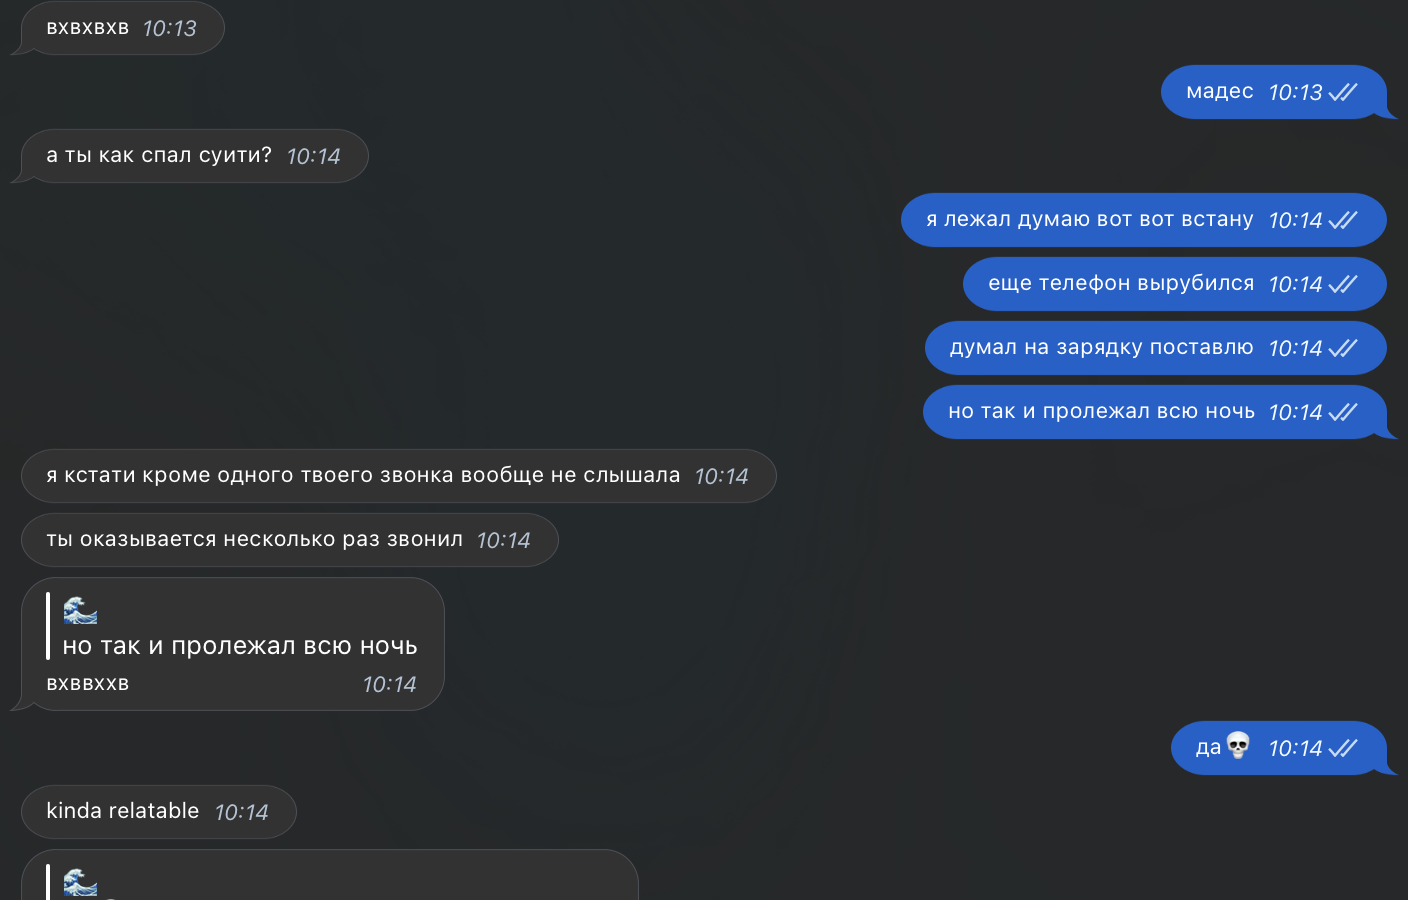 вхвхвхв 10:13
мадес 10:13
а ты как спал суити? 10:14
я лежал думаю вот вот встану 10:14
еще телефон вырубился 10:14
думал на зарядку поставлю 10:14
но так и пролежал всю ночь 10:14
я кстати кроме одного твоего звонка вообще не слышала 10:14
ты оказывается несколько раз звонил 10:14
🌊
но так и пролежал всю ночь
вхввххв 10:14
да💀 10:14
kinda relatable 10:14
🌊